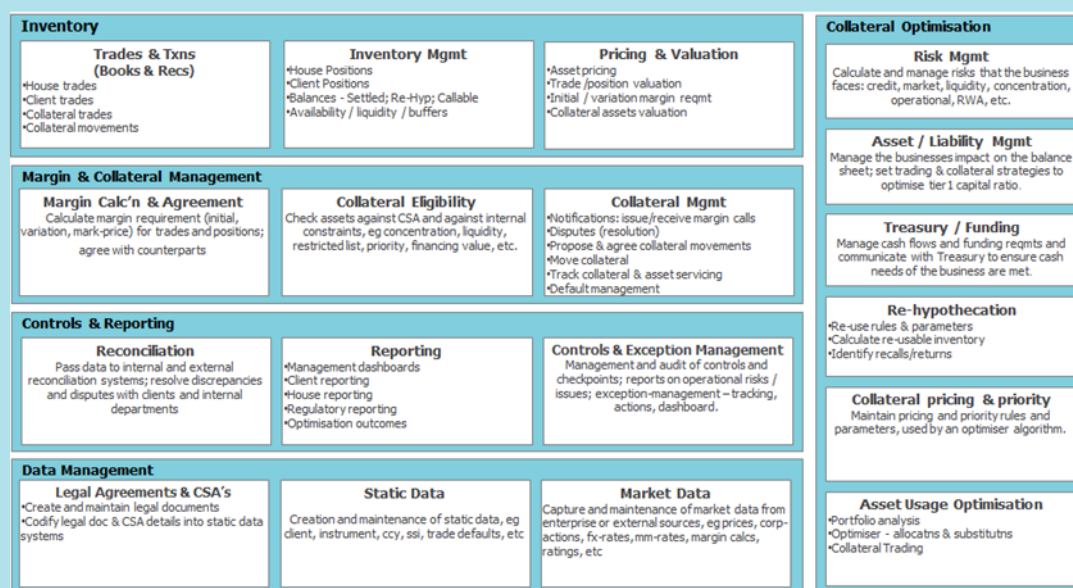 Inventory
Trades & Txns
(Books & Recs)
•House trades
•Client trades
•Collateral trades
•Collateral movements
Inventory Mgmt
•House Positions
•Client Positions
•Balances - Settled; Re-Hyp; Callable
•Availability / liquidity / buffers
Pricing & Valuation
•Asset pricing
•Trade /position valuation
•Initial / variation margin reqmt
•Collateral assets valuation
Margin & Collateral Management
Margin Calc'n & Agreement
Calculate margin requirement (initial,
variation, mark-price) for trades and positions;
agree with counterparts
Collateral Eligibility
Check assets against CSA and against internal
constraints, eg concentration, liquidity,
restricted list, priority, financing value, etc.
Collateral Mgmt
•Notifications: issue/receive margin calls
•Disputes (resolution)
•Propose & agree collateral movements
•Move collateral
•Track collateral & asset servicing
•Default management
Controls & Reporting
Reconciliation
Pass data to internal and external
reconciliation systems; resolve discrepancies
and disputes with clients and internal
departments
Reporting
•Management dashboards
•Client reporting
•House reporting
•Regulatory reporting
•Optimisation outcomes
Controls & Exception Management
Management and audit of controls and
checkpoints; reports on operational risks /
issues; exception-management – tracking,
actions, dashboard.
Data Management
Legal Agreements & CSA's
•Create and maintain legal documents
•Codify legal doc & CSA details into static data
systems
Static Data
Creation and maintenance of static data, eg
client, instrument, ccy, ssi, trade defaults, etc
Market Data
Capture and maintenance of market data from
enterprise or external sources, eg prices, corp-
actions, fx-rates, mm-rates, margin calcs,
ratings, etc
Collateral Optimisation
Risk Mgmt
Calculate and manage risks that the business
faces: credit, market, liquidity, concentration,
operational, RWA, etc.
Asset / Liability Mgmt
Manage the businesses impact on the balance
sheet; set trading & collateral strategies to
optimise tier 1 capital ratio.
Treasury / Funding
Manage cash flows and funding reqmts and
communicate with Treasury to ensure cash
needs of the business are met.
Re-hypothecation
•Re-use rules & parameters
•Calculate re-usable inventory
•Identify recalls/returns
Collateral pricing & priority
Maintain pricing and priority rules and
parameters, used by an optimiser algorithm.
Asset Usage Optimisation
•Portfolio analysis
•Optimiser - allocatns & substitutns
•Collateral Trading